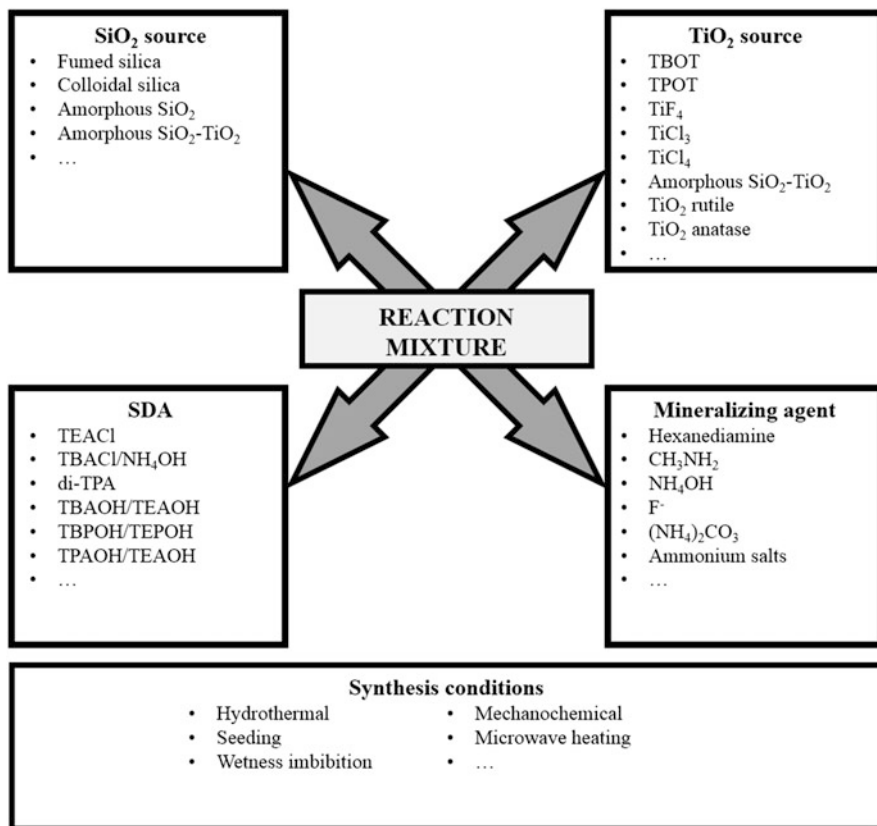 SiO₂ source
• Fumed silica
• Colloidal silica
• Amorphous SiO₂
• Amorphous SiO₂-TiO₂
• …
TiO₂ source
• TBOT
• TPOT
• TiF₄
• TiCl₃
• TiCl₄
• Amorphous SiO₂-TiO₂
• TiO₂ rutile
• TiO₂ anatase
• …
REACTION
MIXTURE
SDA
• TEACl
• TBACl/NH₄OH
• di-TPA
• TBAOH/TEAOH
• TBPOH/TEPOH
• TPAOH/TEAOH
• …
Mineralizing agent
• Hexanediamine
• CH₃NH₂
• NH₄OH
• F⁻
• (NH₄)₂CO₃
• Ammonium salts
• …
Synthesis conditions
• Hydrothermal
• Seeding
• Wetness imbibition
• Mechanochemical
• Microwave heating
• …